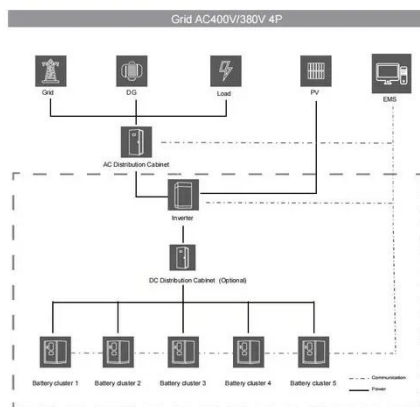 Grid AC400V/380V 4P
Grid
DG
Load
PV
EMS
AC Distribution Cabinet
Inverter
DC Distribution Cabinet (Optional)
Battery cluster 1
Battery cluster 2
Battery cluster 3
Battery cluster 4
Battery cluster 5
Communication
Power